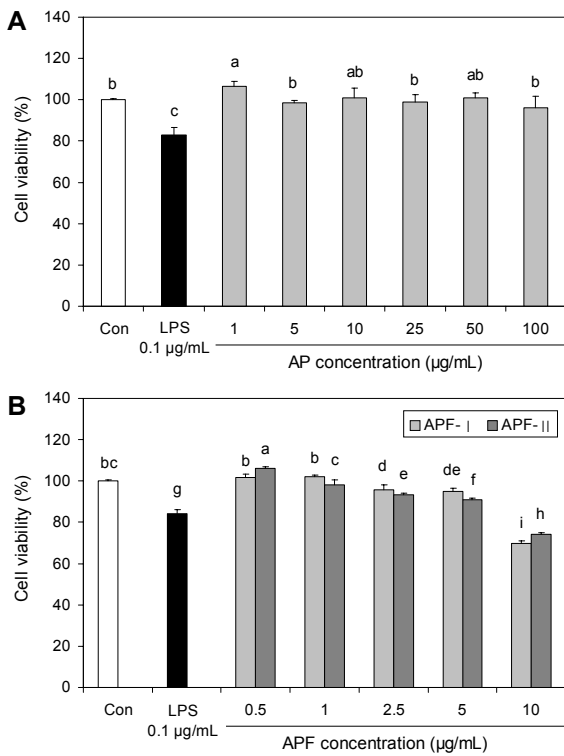 A
140
120
100
80
60
40
20
0
Cell viability (%)
b
c
a
b
ab
b
ab
b
Con
LPS
0.1 µg/mL
1 5 10 25 50 100
AP concentration (µg/mL)
B
140
120
100
80
60
40
20
0
Cell viability (%)
APF-Ⅰ APF-Ⅱ
bc
g
b
a
b
c
d
e
de
f
i
h
Con
LPS
0.1 µg/mL
0.5 1 2.5 5 10
APF concentration (µg/mL)